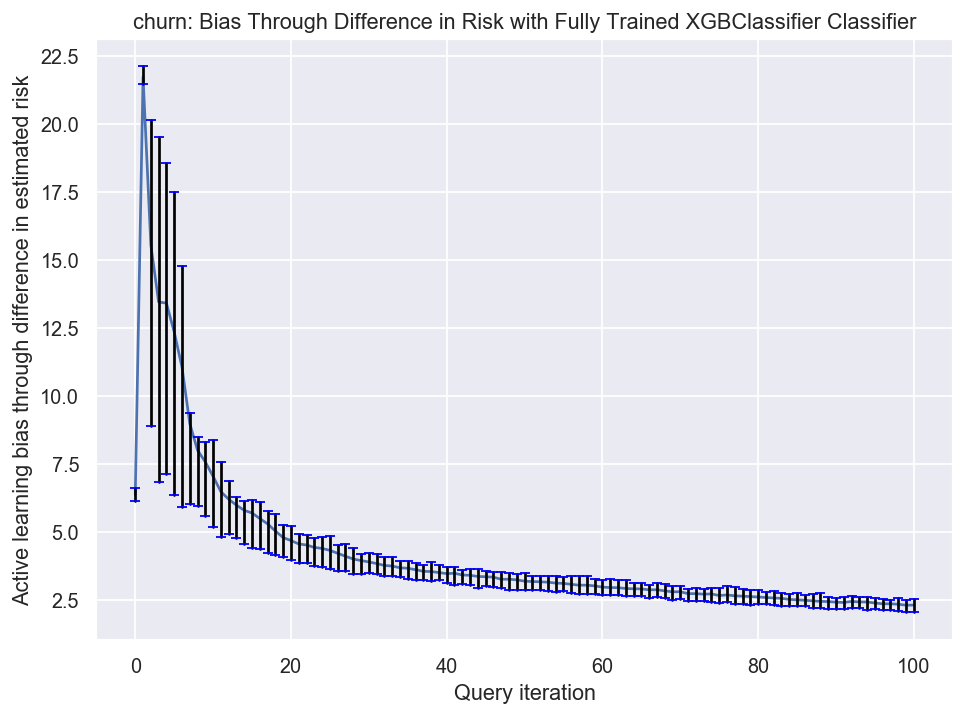 churn: Bias Through Difference in Risk with Fully Trained XGBClassifier Classifier
Active learning bias through difference in estimated risk
22.5
20.0
17.5
15.0
12.5
10.0
7.5
5.0
2.5
0 20 40 60 80 100
Query iteration